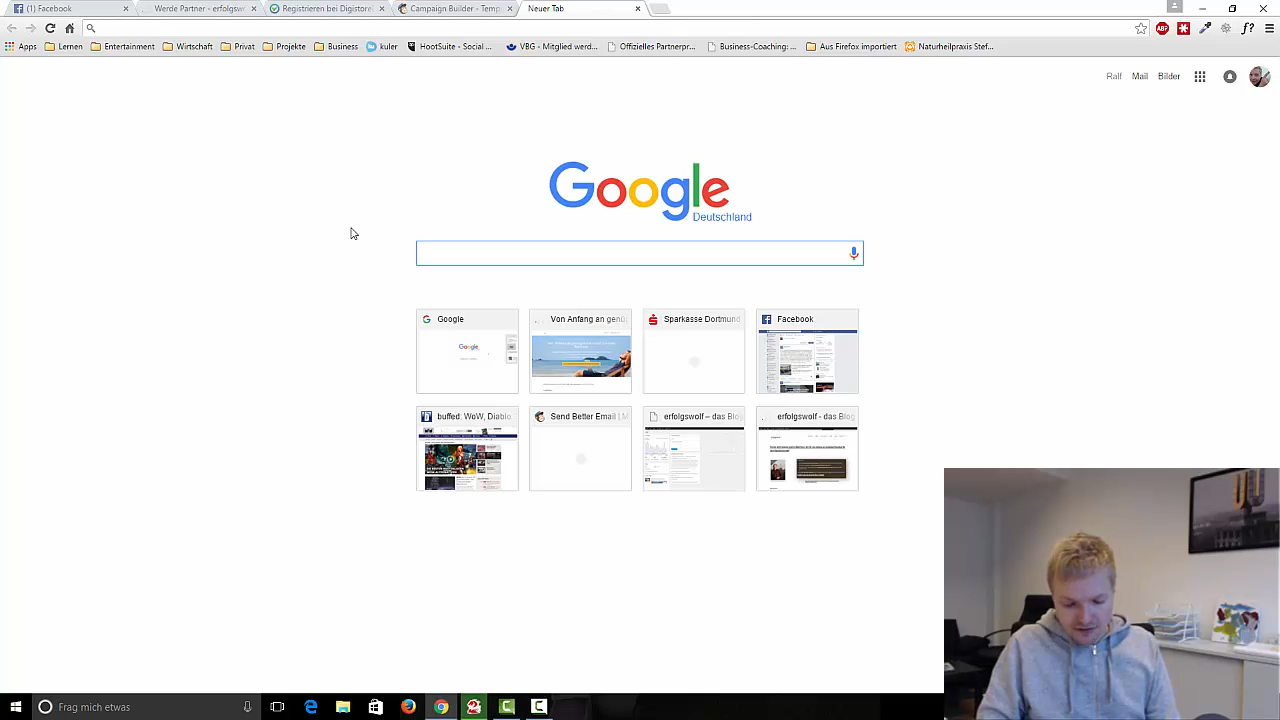 (1) Facebook
Werde Partner - erfolgsw
Registrieren bei Digistore
Campaign Builder - Temp
Neuer Tab
Apps
Lernen
Entertainment
Wirtschaft
Privat
Projekte
Business
kuler
HootSuite - Social...
VBG - Mitglied werd...
Offizielles Partnerpr...
Business-Coaching: ...
Aus Firefox importiert
Naturheilpraxis Stef...
ABP
f?
Ralf
Mail
Bilder
Google
Deutschland
Google
Von Anfang an genü
Sparkasse Dortmund
Facebook
buffed: WoW, Diablo
Send Better Email | M
erfolgswolf – das Blog
erfolgswolf - das Blog
Frag mich etwas